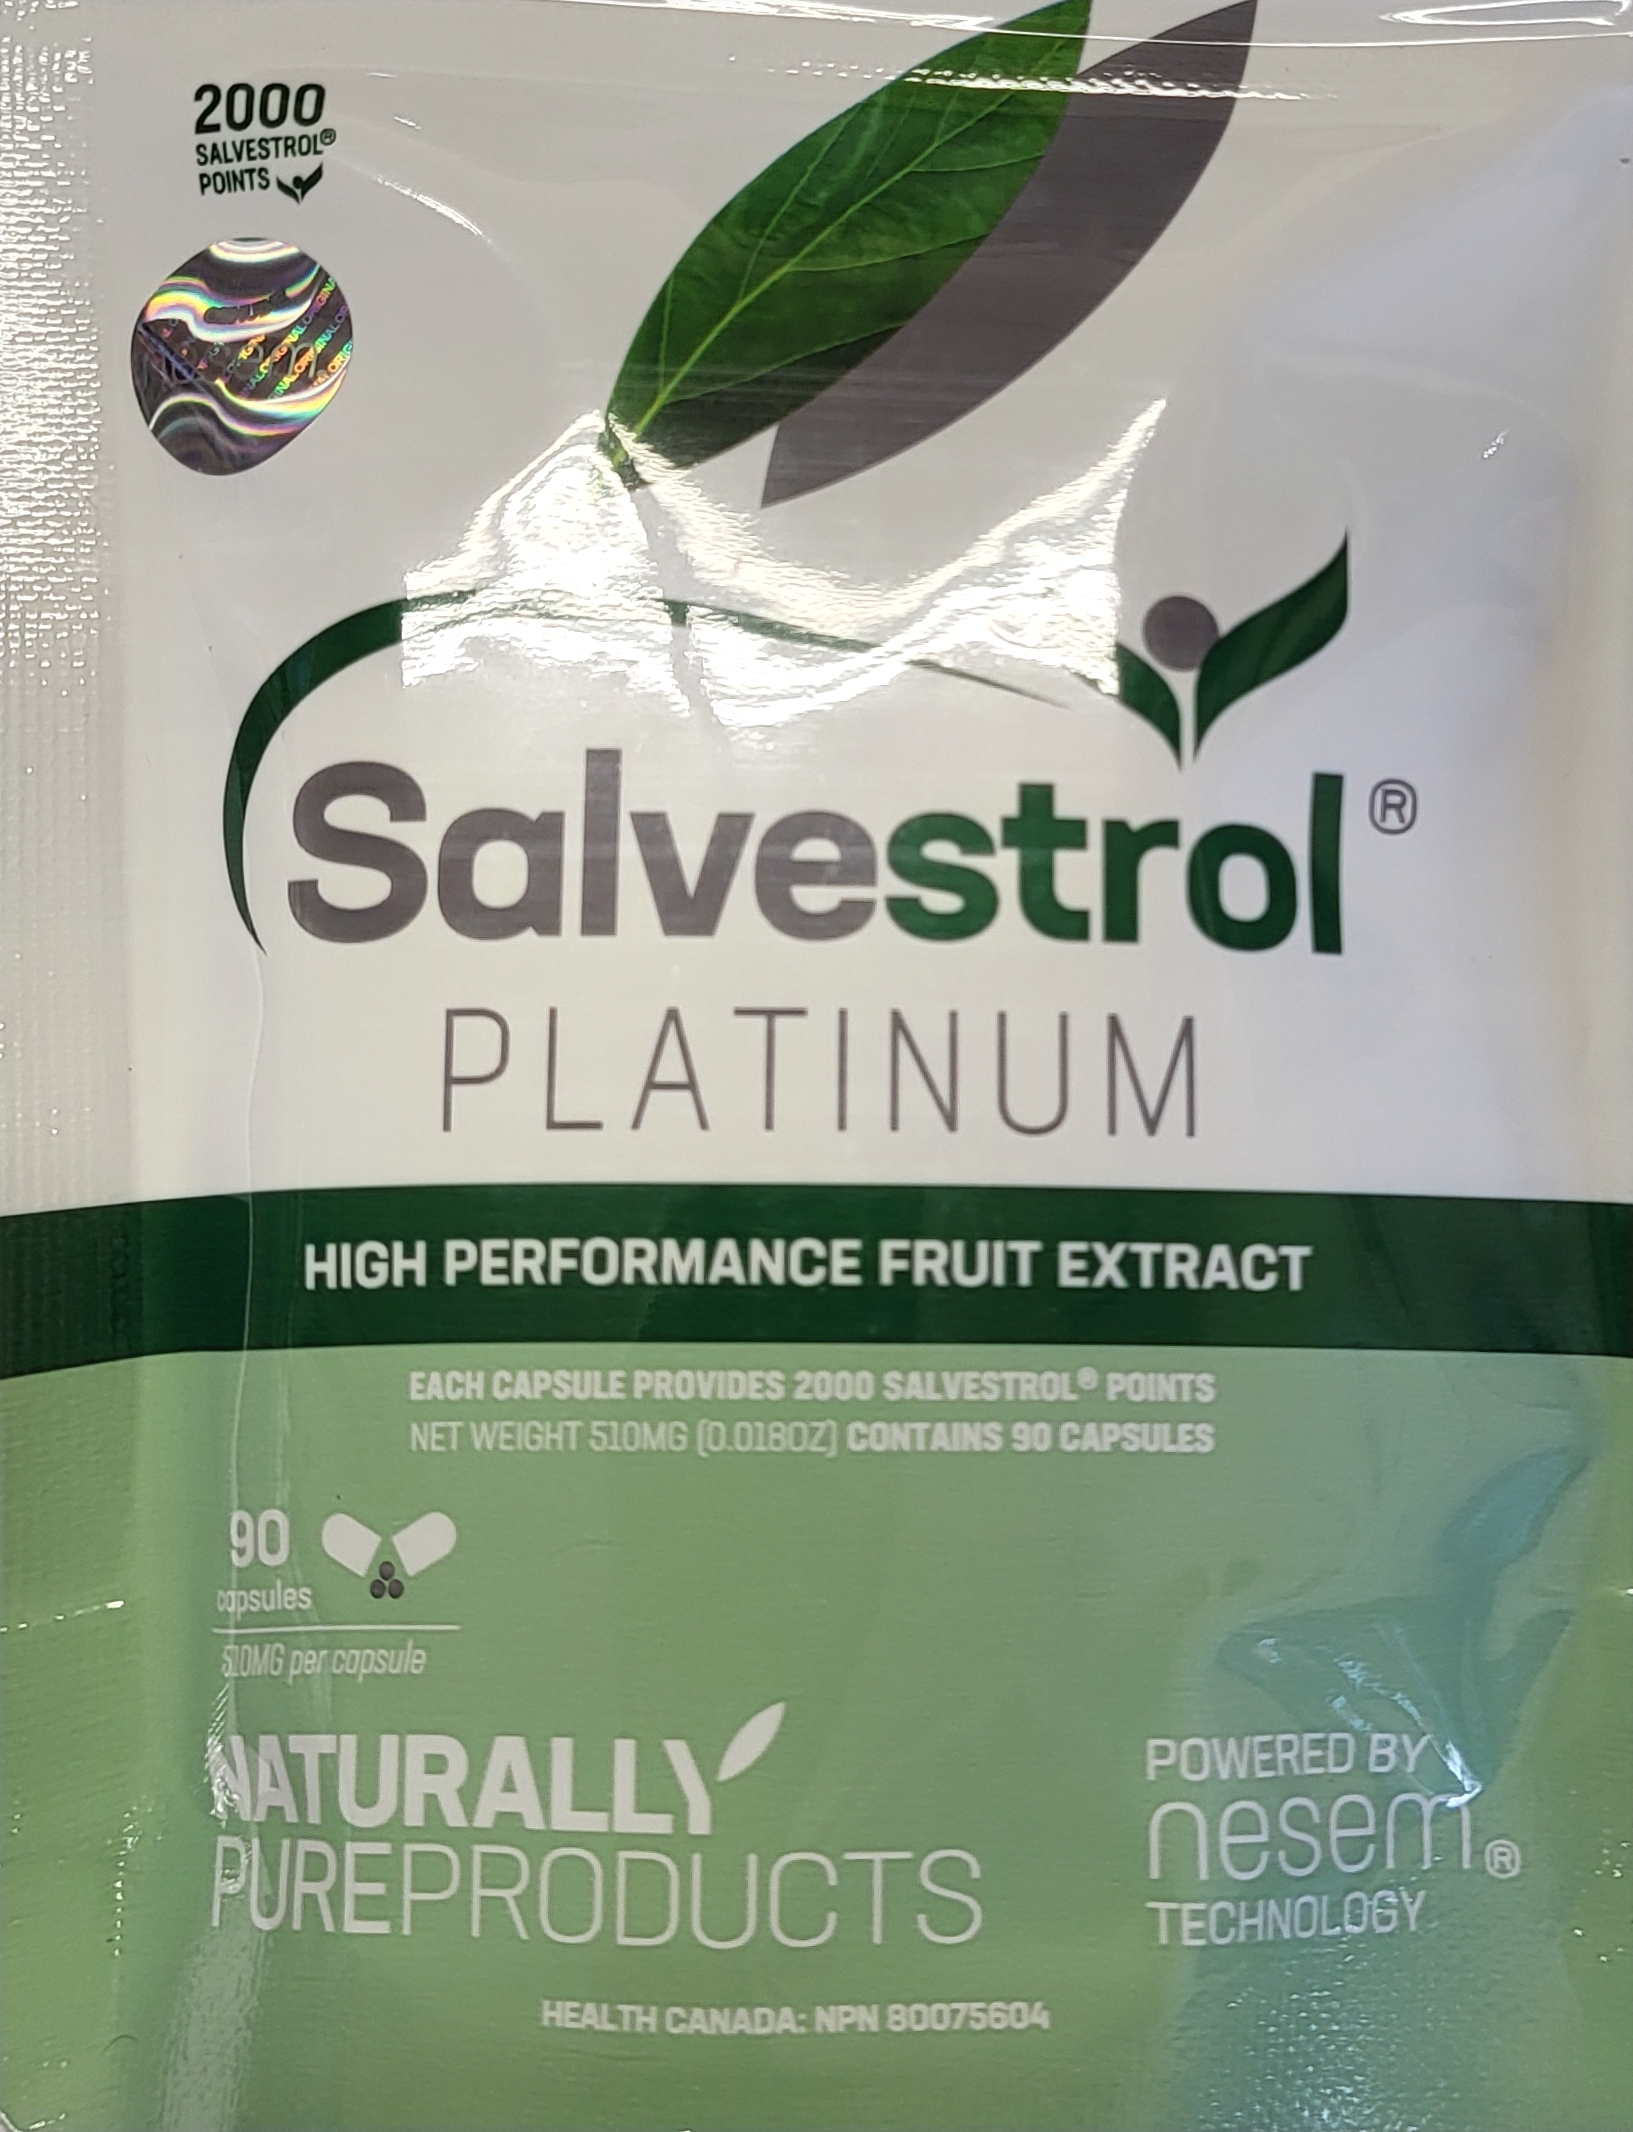 2000
SALVESTROL®
POINTS
Salvestrol®
PLATINUM
HIGH PERFORMANCE FRUIT EXTRACT
EACH CAPSULE PROVIDES 2000 SALVESTROL® POINTS
NET WEIGHT 510MG (0.018OZ) CONTAINS 90 CAPSULES
90
capsules
510MG per capsule
NATURALLY
PUREPRODUCTS
POWERED BY
nesem®
TECHNOLOGY
HEALTH CANADA: NPN 80075604